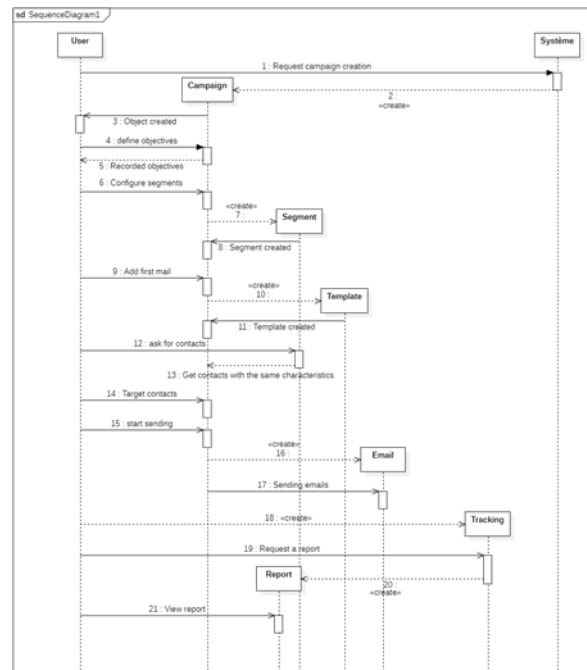 sd SequenceDiagram1
User
Système
1 : Request campaign creation
Campaign
2 :
«create»
3 : Object created
4 : define objectives
5 : Recorded objectives
6 : Configure segments
«create»
7 :
Segment
8 : Segment created
9 : Add first mail
«create»
10 :
Template
11 : Template created
12 : ask for contacts
13 : Get contacts with the same characteristics
14 : Target contacts
15 : start sending
«create»
16 :
Email
17 : Sending emails
Tracking
18 : «create»
19 : Request a report
Report
20 :
«create»
21 : View report